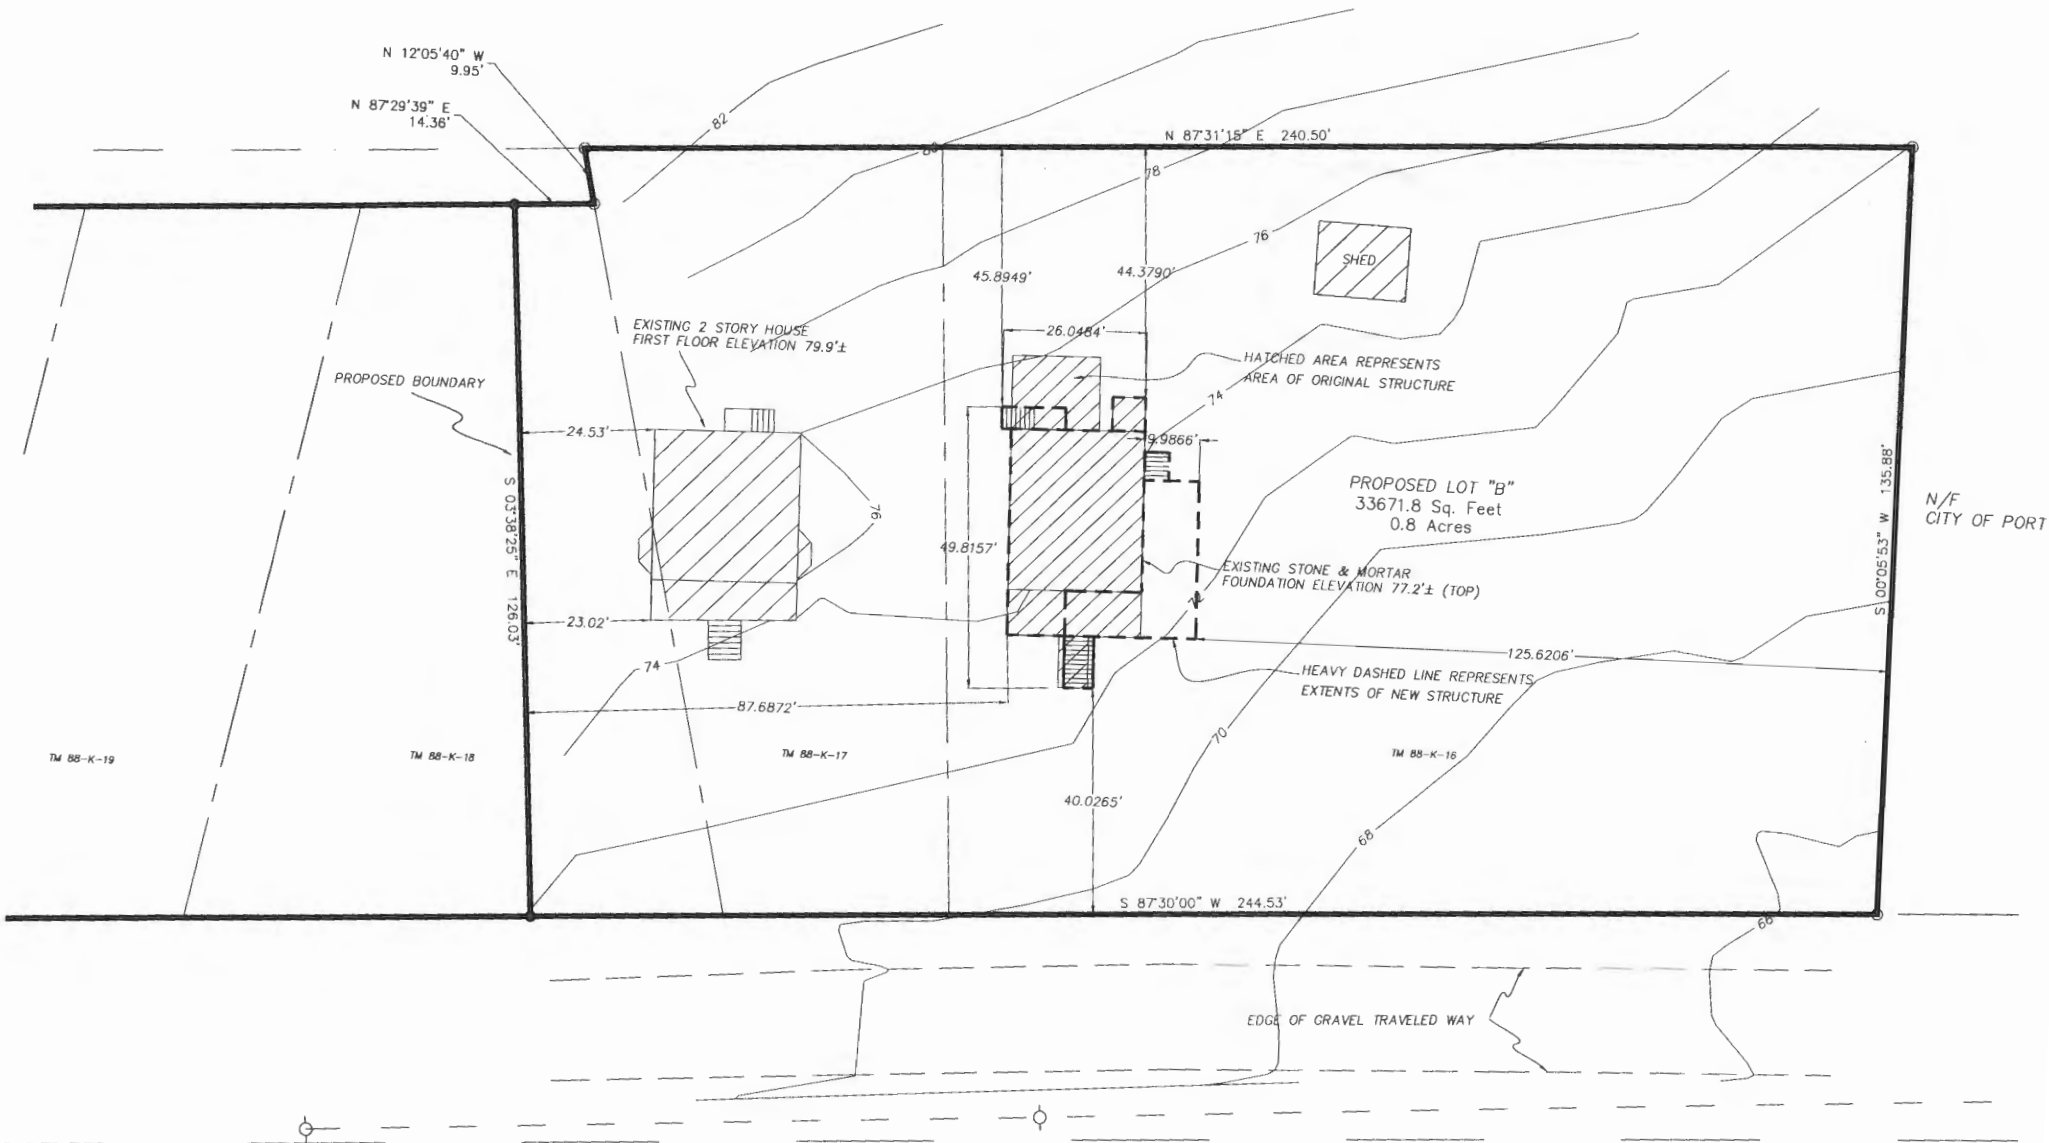 N 12°05'40" W
9.95'
N 87°29'39" E
14.36'
82
80
N 87°31'15" E 240.50'
78
76
SHED
45.8949'
44.3790'
EXISTING 2 STORY HOUSE
FIRST FLOOR ELEVATION 79.9'±
26.0484'
HATCHED AREA REPRESENTS
AREA OF ORIGINAL STRUCTURE
PROPOSED BOUNDARY
74
24.53'
9.9866'
76
PROPOSED LOT "B"
33671.8 Sq. Feet
0.8 Acres
S 03°38'25" E 126.03'
S 00°05'53" W 135.88'
N/F
CITY OF PORT
49.8157'
EXISTING STONE & MORTAR
FOUNDATION ELEVATION 77.2'± (TOP)
72
23.02'
74
125.6206'
HEAVY DASHED LINE REPRESENTS
EXTENTS OF NEW STRUCTURE
87.6872'
70
TM 88-K-19
TM 88-K-18
TM 88-K-17
TM 88-K-16
40.0265'
68
S 87°30'00" W 244.53'
66
EDGE OF GRAVEL TRAVELED WAY